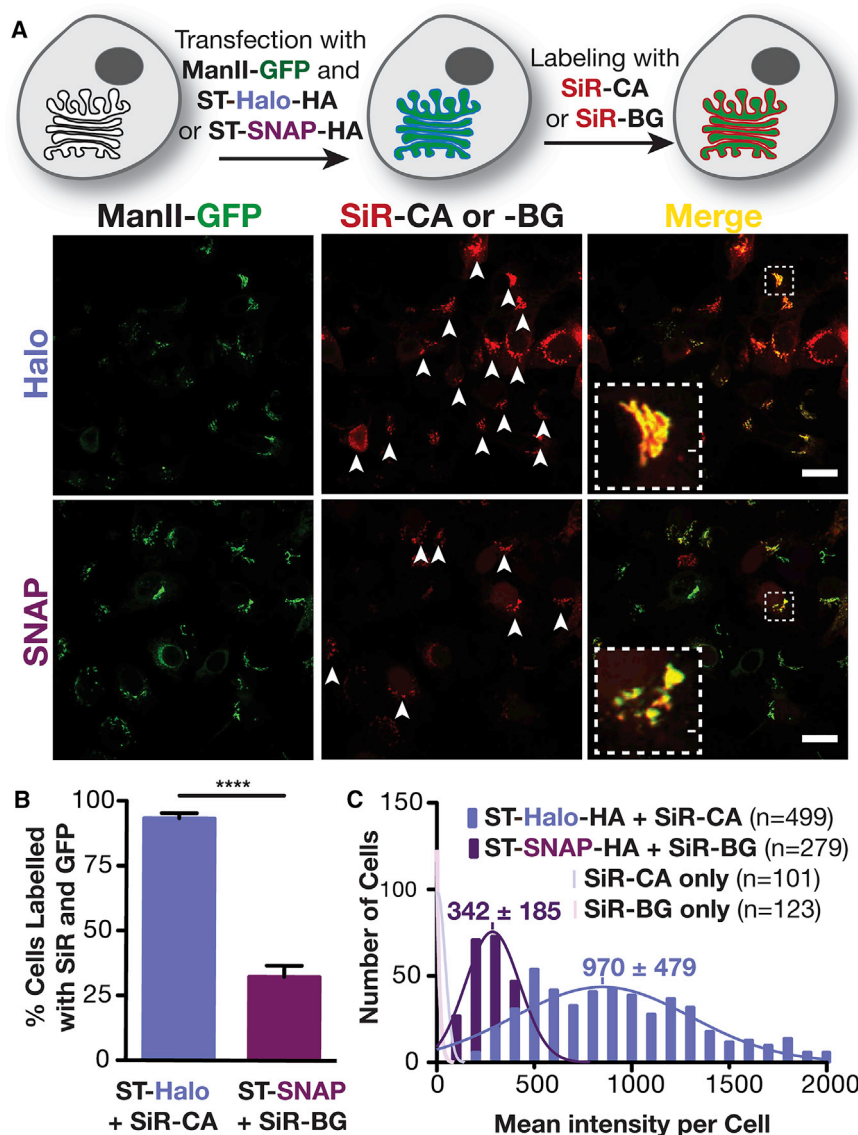 A
Transfection with
ManII-GFP and
ST-Halo-HA
or ST-SNAP-HA
Labeling with
SiR-CA
or SiR-BG
ManII-GFP
SiR-CA or -BG
Merge
Halo
SNAP
B
% Cells Labelled
with SiR and GFP
100
75
50
25
0
****
ST-Halo
+ SiR-CA
ST-SNAP
+ SiR-BG
C
Number of Cells
150
100
50
0
ST-Halo-HA + SiR-CA (n=499)
ST-SNAP-HA + SiR-BG (n=279)
SiR-CA only (n=101)
SiR-BG only (n=123)
342 ± 185
970 ± 479
0
500
1000
1500
2000
Mean intensity per Cell